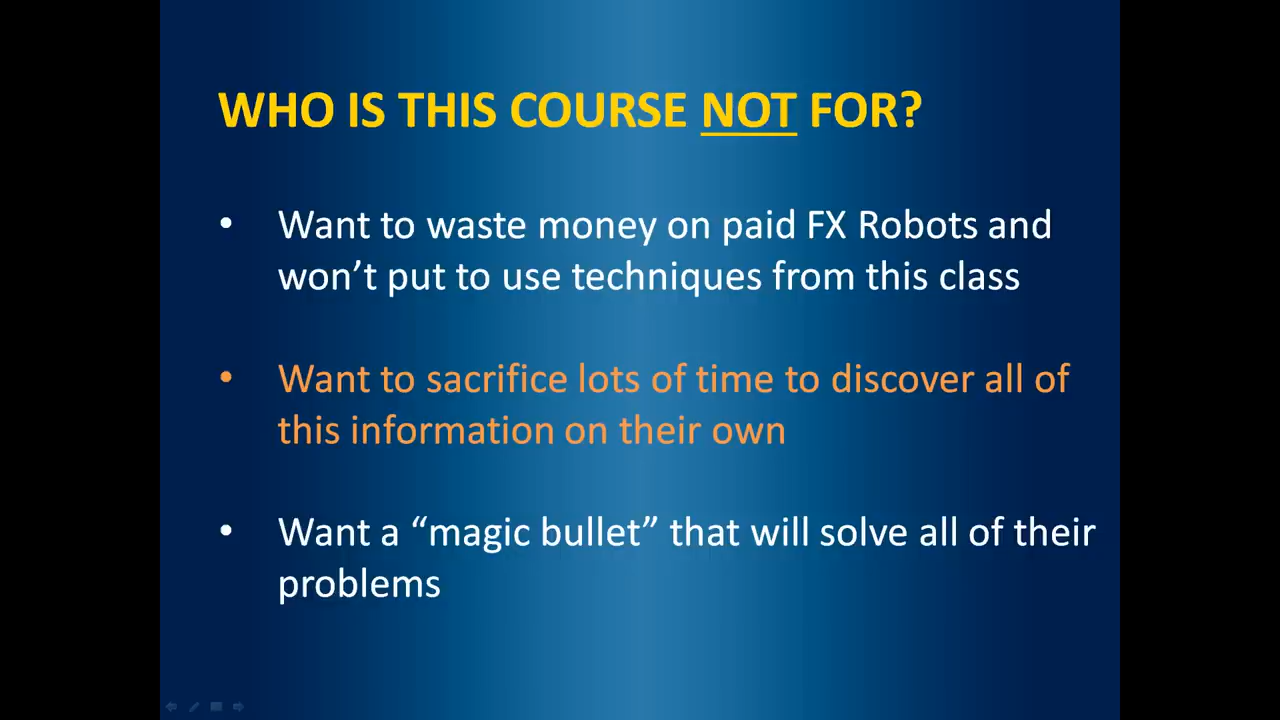 WHO IS THIS COURSE NOT FOR?
• Want to waste money on paid FX Robots and
won’t put to use techniques from this class
• Want to sacrifice lots of time to discover all of
this information on their own
• Want a “magic bullet” that will solve all of their
problems